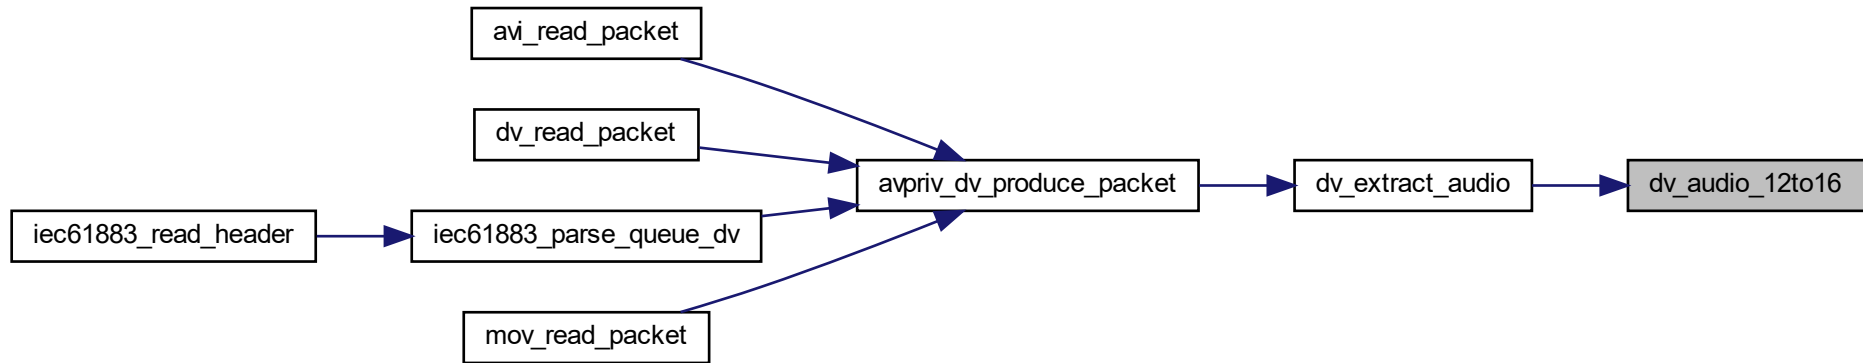 avi_read_packet
dv_read_packet
avpriv_dv_produce_packet
dv_extract_audio
dv_audio_12to16
iec61883_read_header
iec61883_parse_queue_dv
mov_read_packet